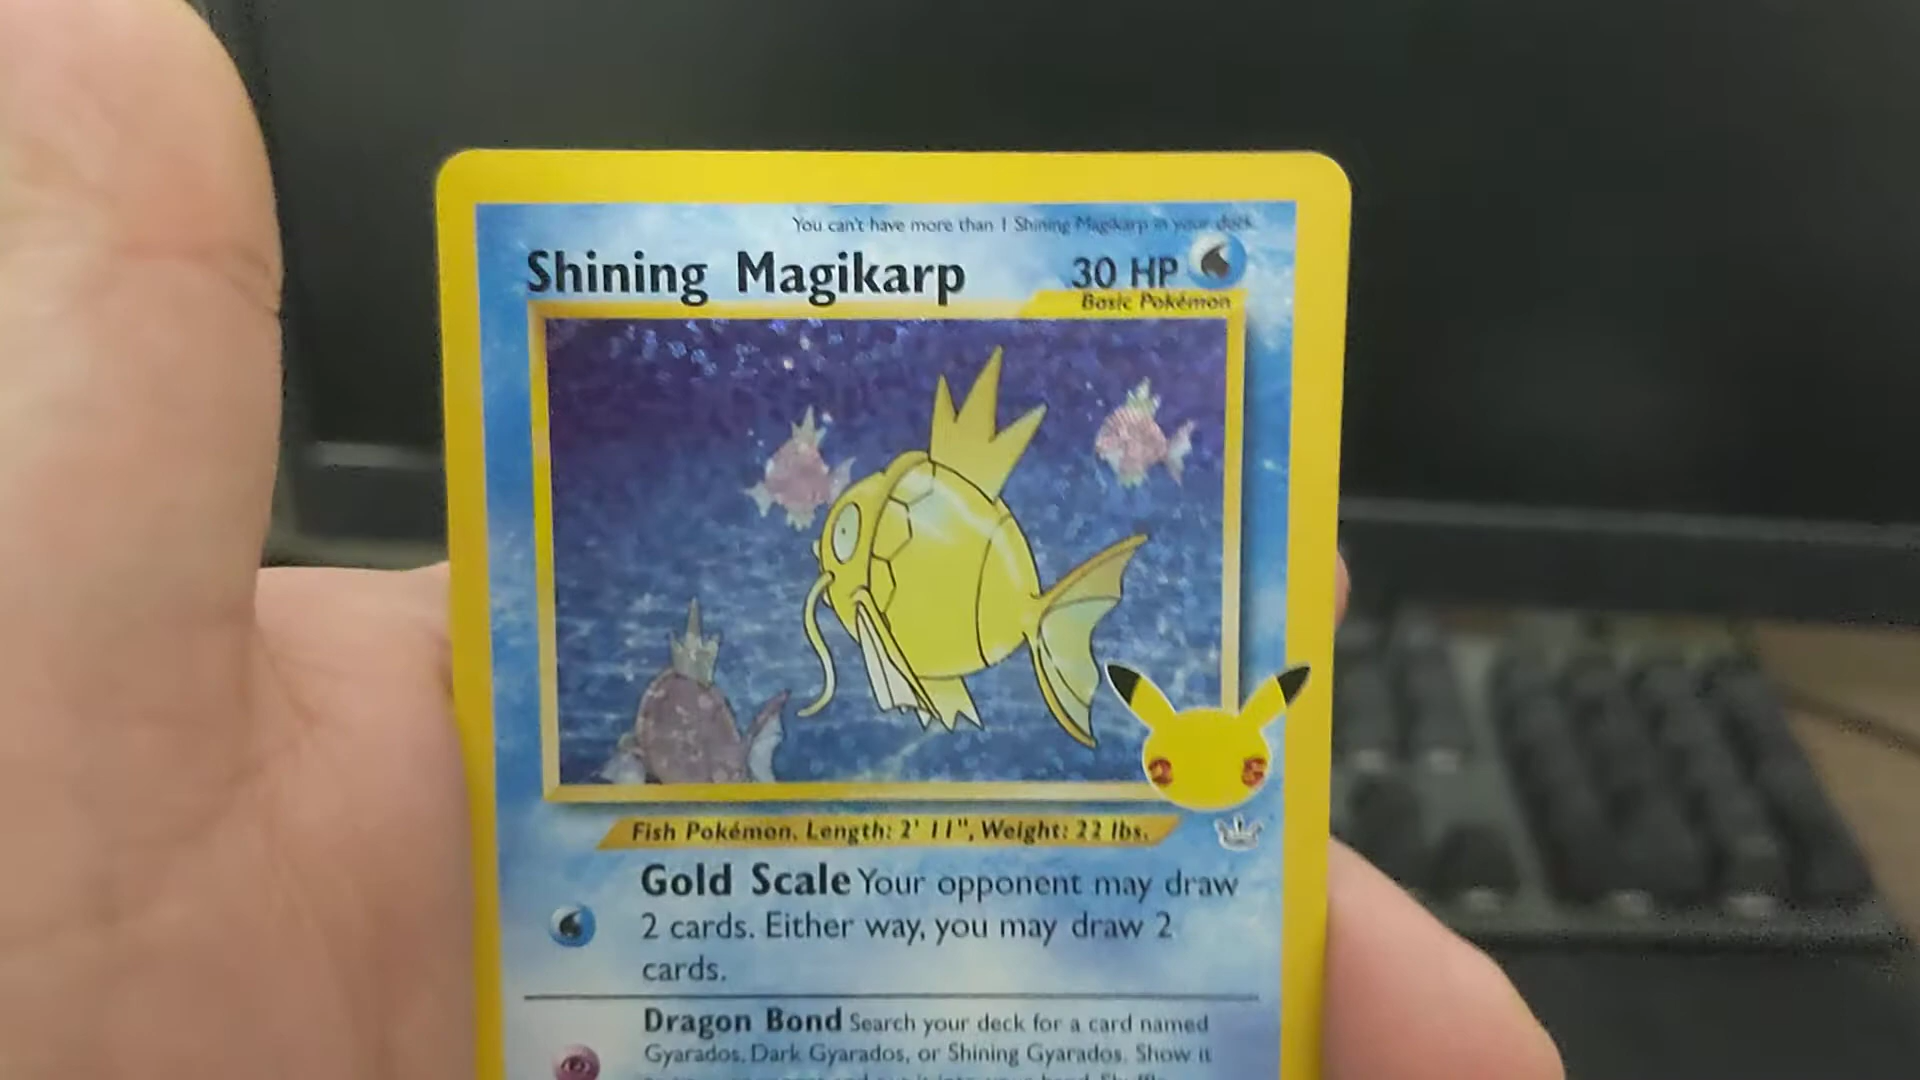 You can't have more than 1 Shining Magikarp in your deck.
Shining Magikarp 30 HP
Basic Pokémon
25
Fish Pokémon. Length: 2' 11", Weight: 22 lbs.
Gold Scale Your opponent may draw
2 cards. Either way, you may draw 2
cards.
Dragon Bond Search your deck for a card named
Gyarados, Dark Gyarados, or Shining Gyarados. Show it